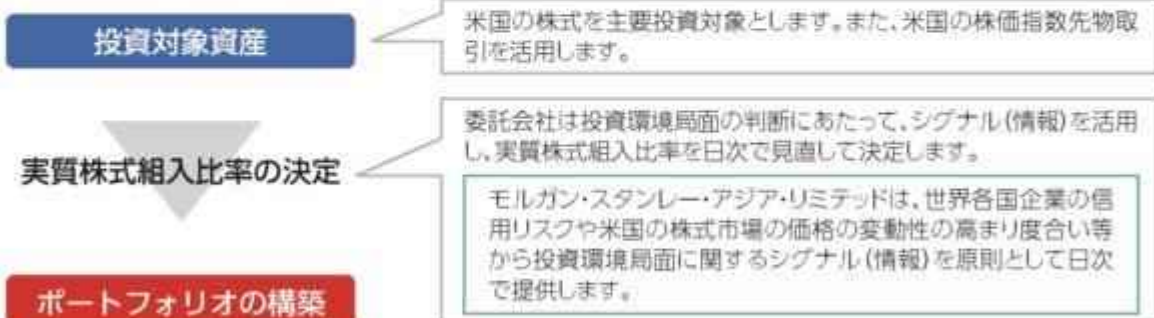 投資対象資産
米国の株式を主要投資対象とします。また、米国の株価指数先物取
引を活用します。
実質株式組入比率の決定
委託会社は投資環境局面の判断にあたって、シグナル(情報)を活用
し、実質株式組入比率を日次で見直して決定します。
モルガン・スタンレー・アジア・リミテッドは、世界各国企業の信
用リスクや米国の株式市場の価格の変動性の高まり度合い等
から投資環境局面に関するシグナル(情報)を原則として日次
で提供します。
ポートフォリオの構築